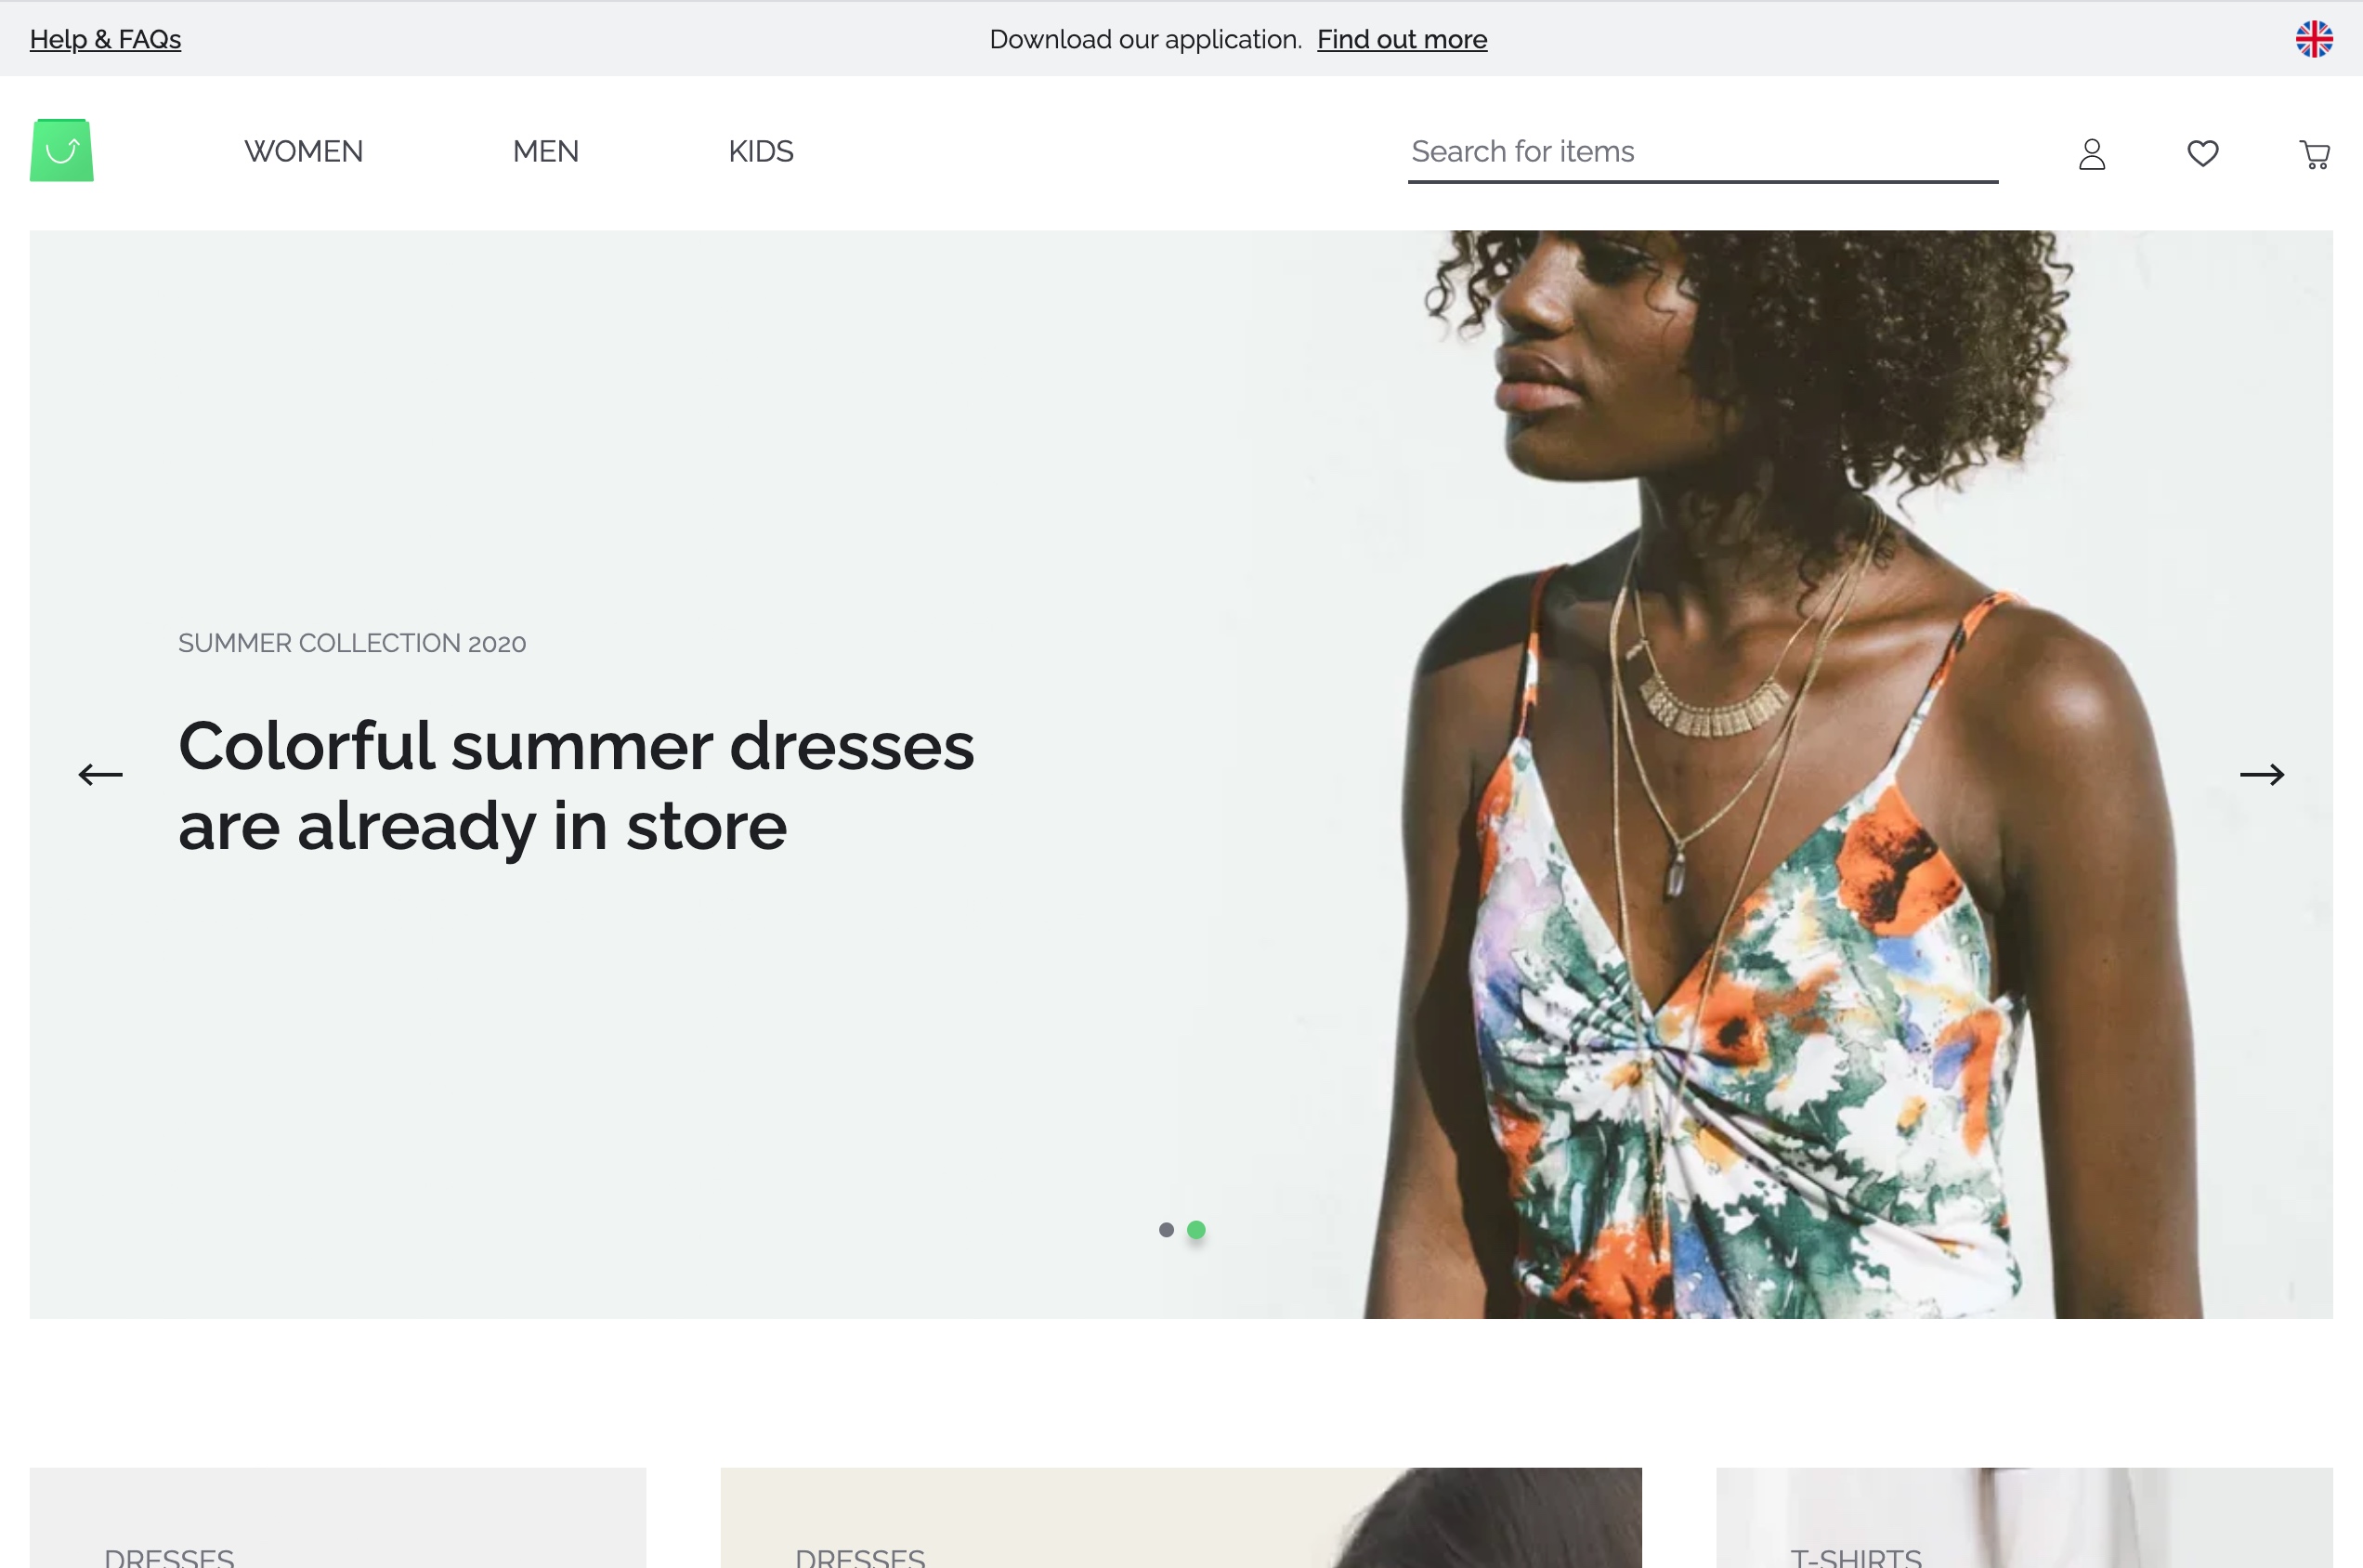 Help & FAQs
Download our application. Find out more
WOMEN
MEN
KIDS
Search for items
SUMMER COLLECTION 2020
Colorful summer dresses
are already in store
DRESSES
DRESSES
T-SHIRTS